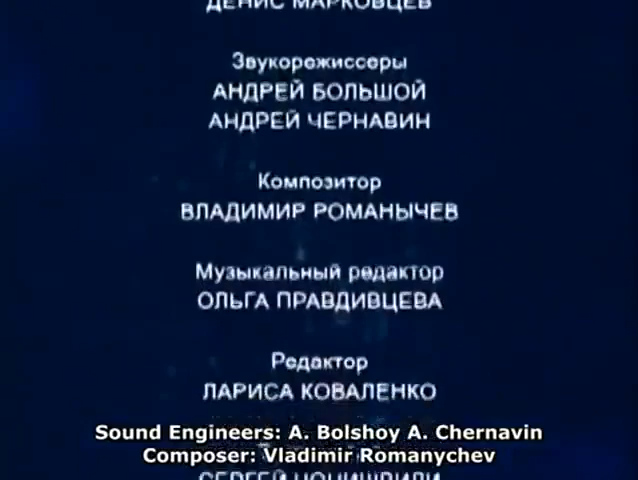 ДЕНИС МАРКОВЦЕВ
Звукорежиссеры
АНДРЕЙ БОЛЬШОЙ
АНДРЕЙ ЧЕРНАВИН
Композитор
ВЛАДИМИР РОМАНЫЧЕВ
Музыкальный редактор
ОЛЬГА ПРАВДИВЦЕВА
Редактор
ЛАРИСА КОВАЛЕНКО
Sound Engineers: A. Bolshoy A. Chernavin
Composer: Vladimir Romanychev
СЕРГЕЙ